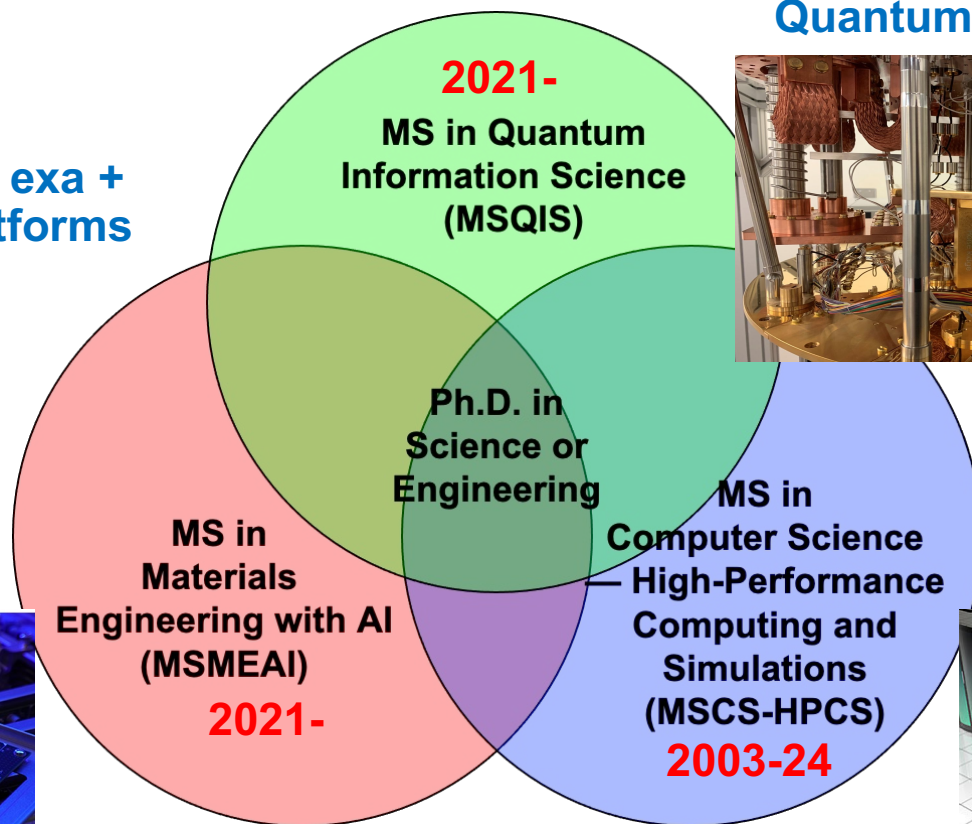 Quantum
2021-
MS in Quantum
Information Science
(MSQIS)
exa +
Ph.D. in
Science or
Engineering
MS in
Materials
Engineering with AI
(MSMEAI)
2021-
MS in
Computer Science
— High-Performance
Computing and
Simulations
(MSCS-HPCS)
2003-24